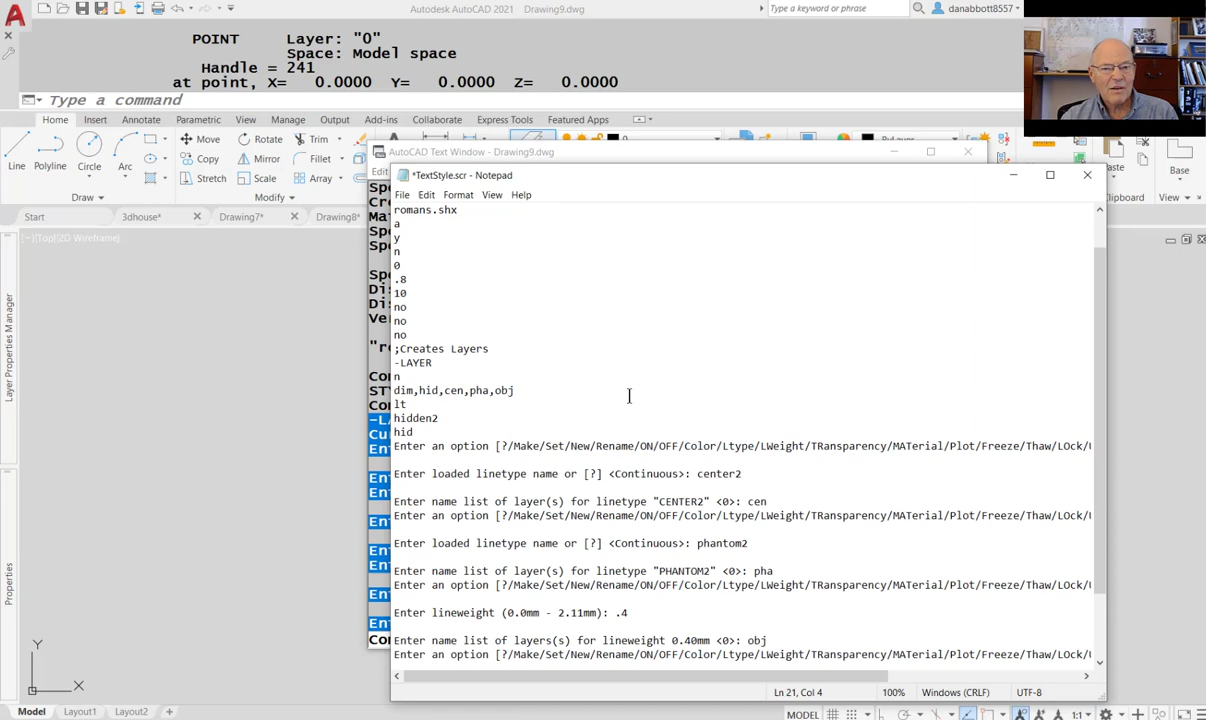 Autodesk AutoCAD 2021 Drawing9.dwg
Type a keyword or phrase
danabbott8557
POINT Layer: "0"
Space: Model space
Handle = 241
at point, X= 0.0000 Y= 0.0000 Z= 0.0000
Type a command
Home Insert Annotate Parametric View Manage Output Add-ins Collaborate Express Tools Featured Apps
Line Polyline Circle Arc
Move Rotate Trim
Copy Mirror Fillet
Stretch Scale Array
Paste
Base
Draw Modify
Clipboard View
AutoCAD Text Window - Drawing9.dwg
*TextStyle.scr - Notepad
File Edit Format View Help
Start 3dhouse* Drawing7* Drawing8*
[−][Top][2D Wireframe]
Layer Properties Manager
Properties
romans.shx
a
y
n
0
.8
10
no
no
no
;Creates Layers
-LAYER
n
dim,hid,cen,pha,obj
lt
hidden2
hid
Enter an option [?/Make/Set/New/Rename/ON/OFF/Color/Ltype/LWeight/TRansparency/MATerial/Plot/Freeze/Thaw/LOck/
Enter loaded linetype name or [?] <Continuous>: center2
Enter name list of layer(s) for linetype "CENTER2" <0>: cen
Enter an option [?/Make/Set/New/Rename/ON/OFF/Color/Ltype/LWeight/TRansparency/MATerial/Plot/Freeze/Thaw/LOck/
Enter loaded linetype name or [?] <Continuous>: phantom2
Enter name list of layer(s) for linetype "PHANTOM2" <0>: pha
Enter an option [?/Make/Set/New/Rename/ON/OFF/Color/Ltype/LWeight/TRansparency/MATerial/Plot/Freeze/Thaw/LOck/
Enter lineweight (0.0mm - 2.11mm): .4
Enter name list of layers(s) for lineweight 0.40mm <0>: obj
Enter an option [?/Make/Set/New/Rename/ON/OFF/Color/Ltype/LWeight/TRansparency/MATerial/Plot/Freeze/Thaw/LOck/
Ln 21, Col 4 100% Windows (CRLF) UTF-8
Y
X
Model Layout1 Layout2
MODEL 1:1